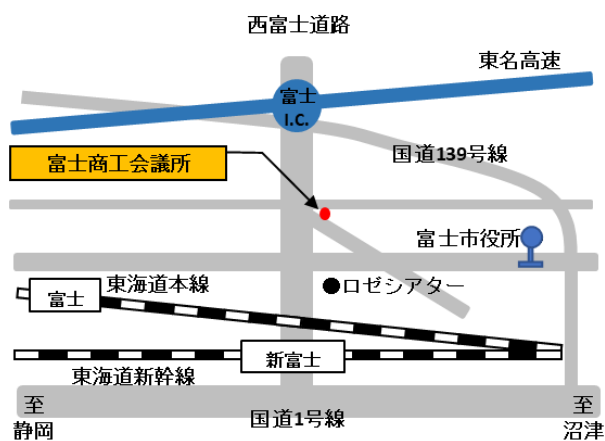 西富士道路
東名高速
富士
I.C.
国道139号線
富士商工会議所
富士市役所
東海道本線
●ロゼシアター
富士
新富士
東海道新幹線
至
静岡
国道1号線
至
沼津